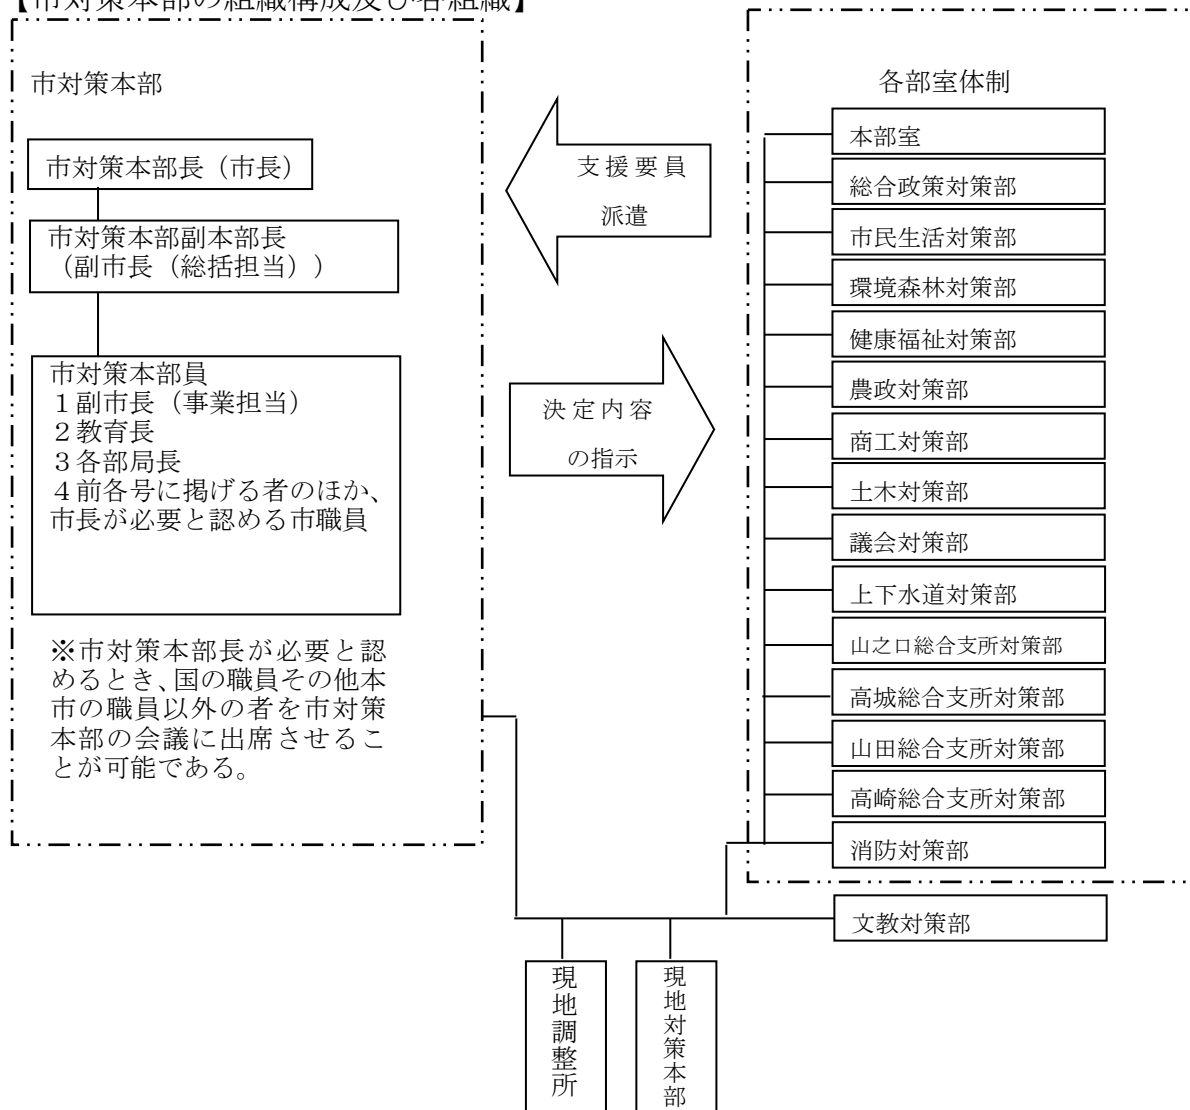 【市対策本部の組織構成及び各組織】
市対策本部
市対策本部長（市長）
市対策本部副本部長
（副市長（総括担当））
市対策本部員
１副市長（事業担当）
２教育長
３各部局長
４前各号に掲げる者のほか、
市長が必要と認める市職員
※市対策本部長が必要と認
めるとき、国の職員その他本
市の職員以外の者を市対策
本部の会議に出席させるこ
とが可能である。
支援要員
派遣
決定内容
の指示
各部室体制
本部室
総合政策対策部
市民生活対策部
環境森林対策部
健康福祉対策部
農政対策部
商工対策部
土木対策部
議会対策部
上下水道対策部
山之口総合支所対策部
高城総合支所対策部
山田総合支所対策部
高崎総合支所対策部
消防対策部
文教対策部
現地調整所
現地対策本部